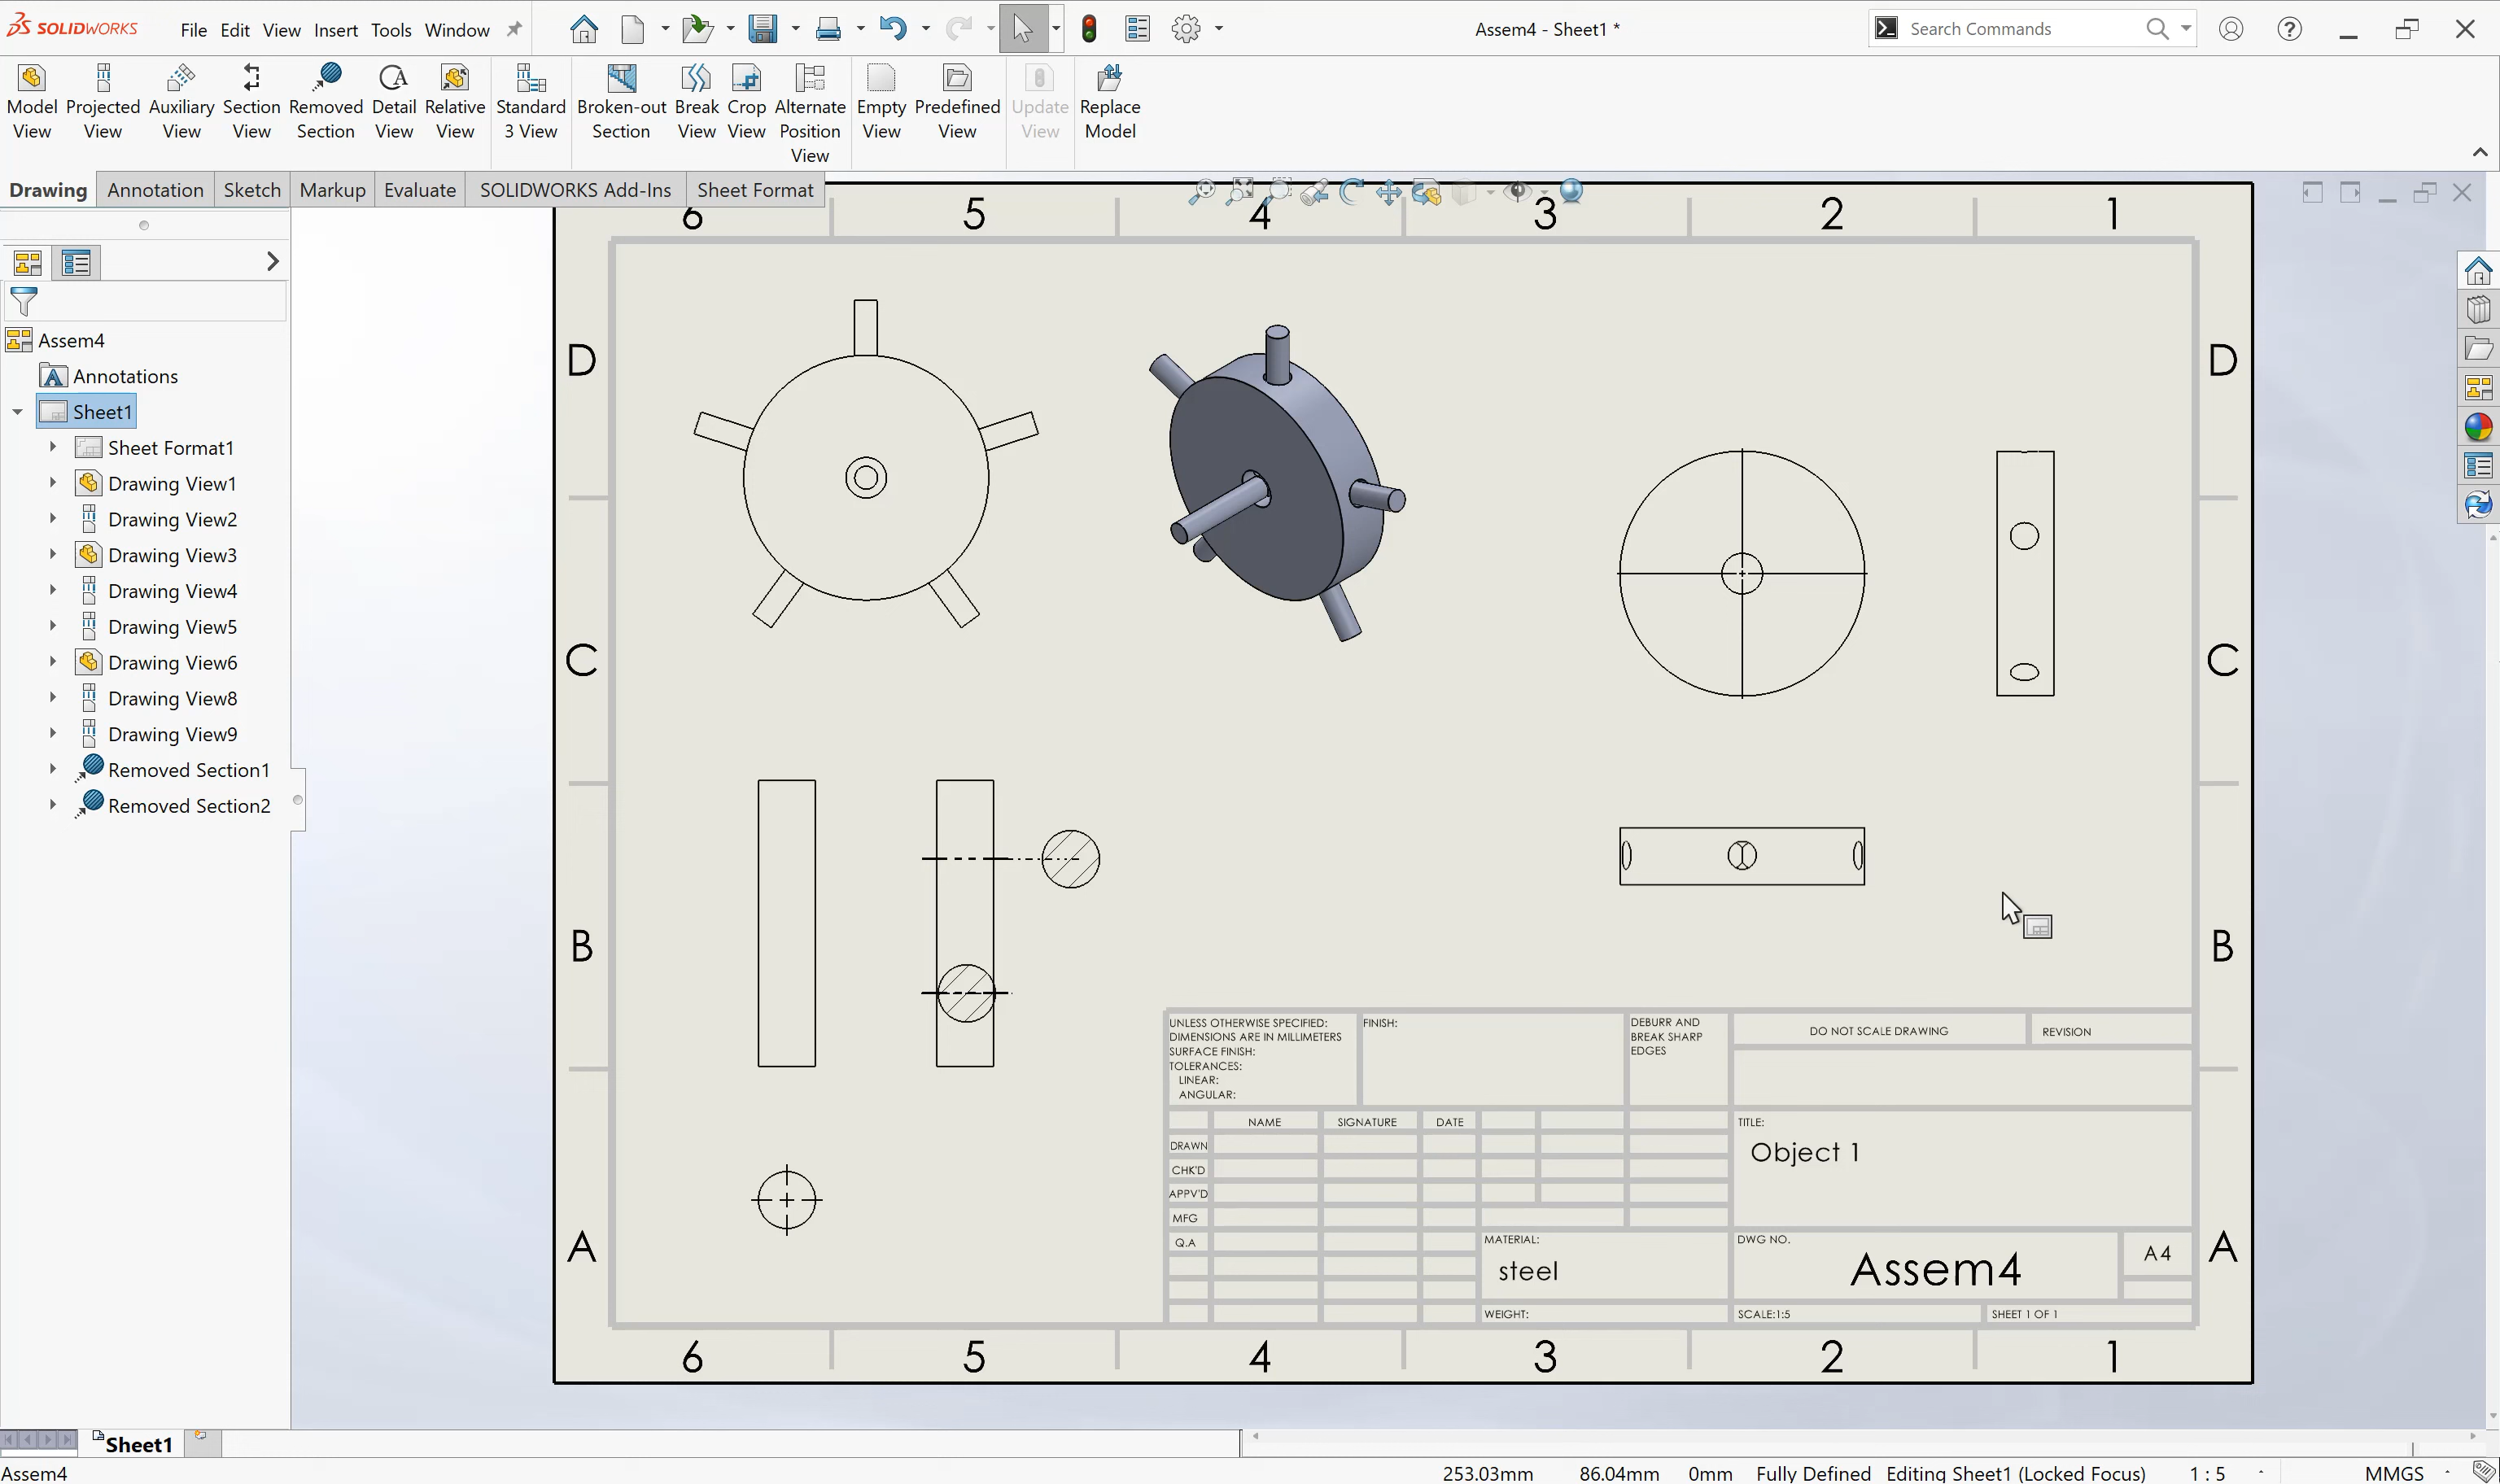 SOLIDWORKS File Edit View Insert Tools Window Assem4 - Sheet1 * Search Commands
Model View
Projected View
Auxiliary View
Section View
Removed Section
Detail View
Relative View
Standard 3 View
Broken-out Section
Break View
Crop View
Alternate Position View
Empty View
Predefined View
Update View
Replace Model
Drawing Annotation Sketch Markup Evaluate SOLIDWORKS Add-Ins Sheet Format
Assem4
Annotations
Sheet1
Sheet Format1
Drawing View1
Drawing View2
Drawing View3
Drawing View4
Drawing View5
Drawing View6
Drawing View8
Drawing View9
Removed Section1
Removed Section2
6 5 4 3 2 1
D D
C C
B B
A A
UNLESS OTHERWISE SPECIFIED:
DIMENSIONS ARE IN MILLIMETERS
SURFACE FINISH:
TOLERANCES:
LINEAR:
ANGULAR:
FINISH:
DEBURR AND
BREAK SHARP
EDGES
DO NOT SCALE DRAWING
REVISION
NAME SIGNATURE DATE
DRAWN
CHK'D
APPV'D
MFG
Q.A
TITLE:
Object 1
MATERIAL:
steel
DWG NO.
Assem4
A4
WEIGHT:
SCALE:1:5
SHEET 1 OF 1
6 5 4 3 2 1
Sheet1
Assem4 253.03mm 86.04mm 0mm Fully Defined Editing Sheet1 (Locked Focus) 1 : 5 MMGS